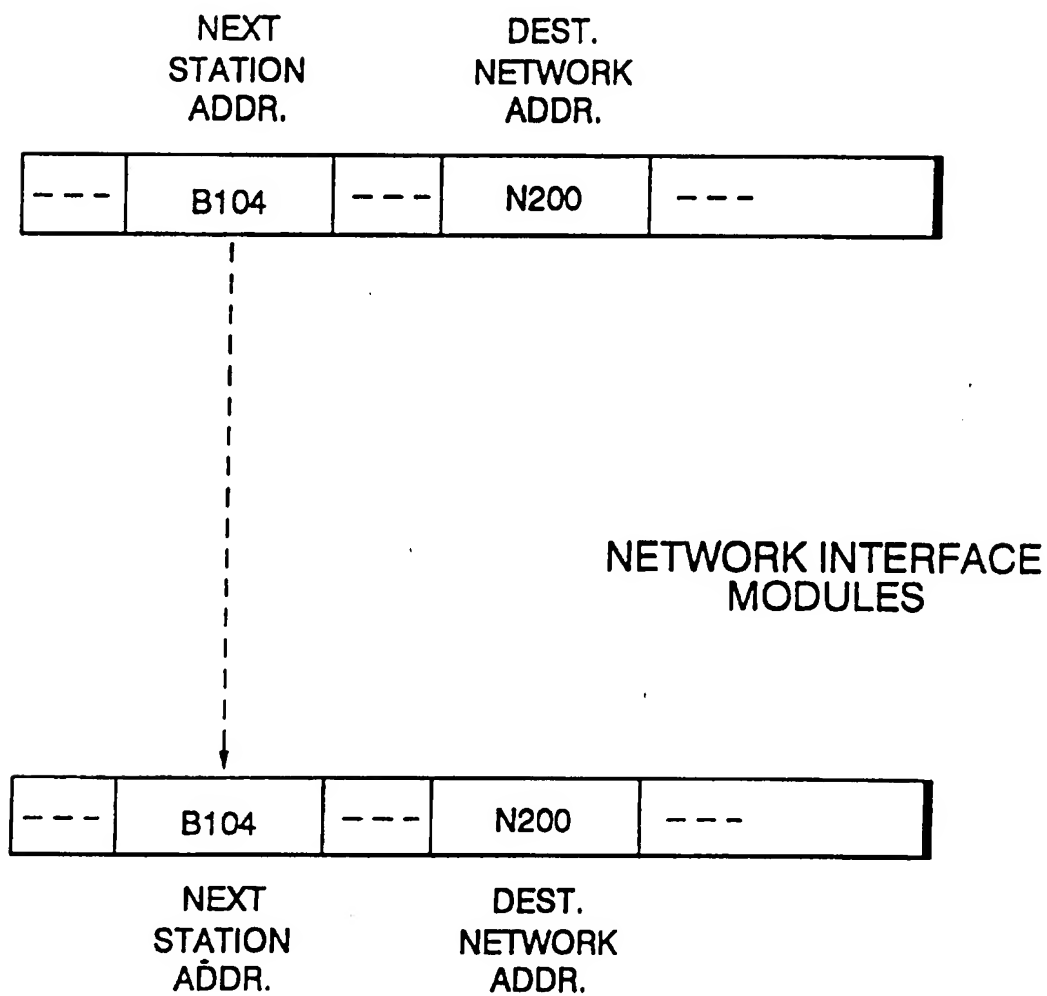 NEXT
STATION
ADDR.
DEST.
NETWORK
ADDR.
--- B104 --- N200 ---
NETWORK INTERFACE
MODULES
--- B104 --- N200 ---
NEXT
STATION
ADDR.
DEST.
NETWORK
ADDR.